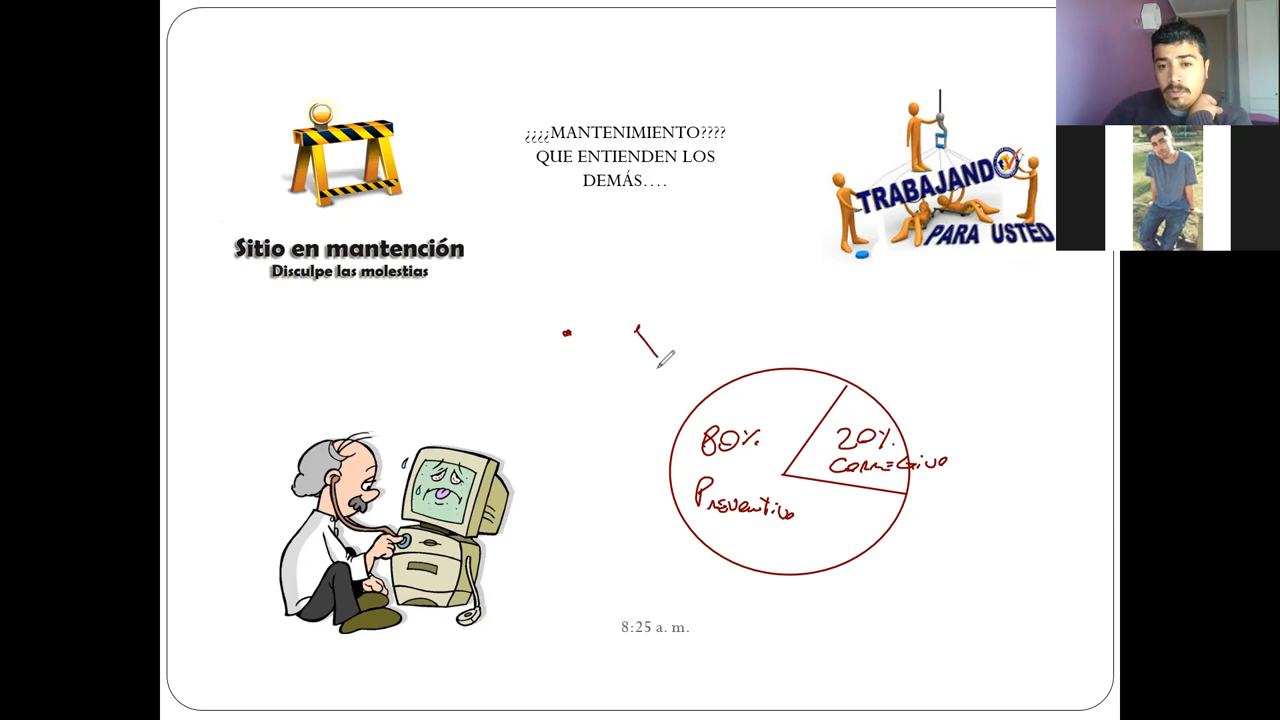 ¿¿¿¿MANTENIMIENTO????
QUE ENTIENDEN LOS
DEMÁS….
TRABAJANDO
PARA USTED
Sitio en mantención
Disculpe las molestias
80%
Preventivo
20%.
Correctivo
8:25 a. m.